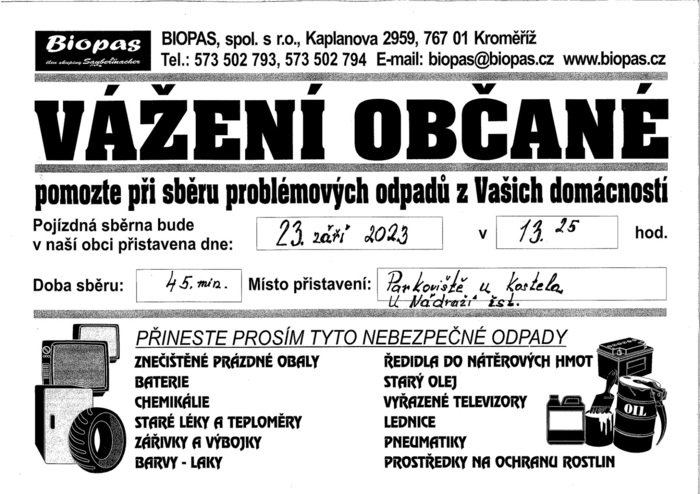 Biopas
člen skupiny Saubermacher
BIOPAS, spol. s r.o., Kaplanova 2959, 767 01 Kroměříž
Tel.: 573 502 793, 573 502 794 E-mail: biopas@biopas.cz www.biopas.cz
VÁŽENÍ OBČANÉ
pomozte při sběru problémových odpadů z Vašich domácností
Pojízdná sběrna bude
v naší obci přistavena dne: 23. září 2023 v 13.25 hod.
Doba sběru: 45 min. Místo přistavení: Parkoviště u kostela
U Nádraží žst.
PŘINESTE PROSÍM TYTO NEBEZPEČNÉ ODPADY
ZNEČIŠTĚNÉ PRÁZDNÉ OBALY
BATERIE
CHEMIKÁLIE
STARÉ LÉKY A TEPLOMĚRY
ZÁŘIVKY A VÝBOJKY
BARVY - LAKY
ŘEDIDLA DO NÁTĚROVÝCH HMOT
STARÝ OLEJ
VYŘAZENÉ TELEVIZORY
LEDNICE
PNEUMATIKY
PROSTŘEDKY NA OCHRANU ROSTLIN
OIL